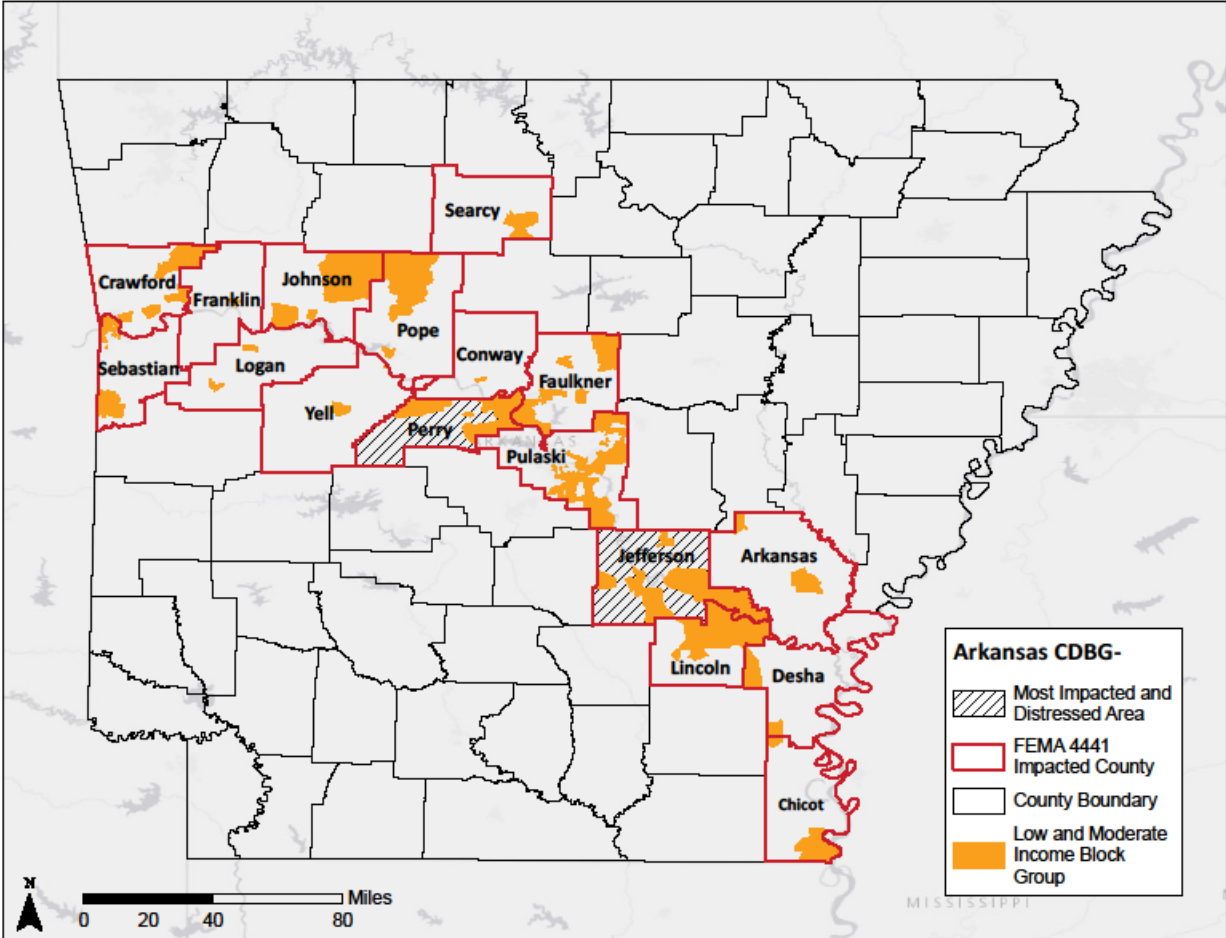 Searcy
Crawford
Franklin
Johnson
Pope
Sebastian
Logan
Conway
Faulkner
Yell
Perry
ARKANSAS
Pulaski
Jefferson
Arkansas
Lincoln
Desha
Chicot
Arkansas CDBG-
Most Impacted and
Distressed Area
FEMA 4441
Impacted County
County Boundary
Low and Moderate
Income Block
Group
MISSISSIPPI
N
Miles
0 20 40 80